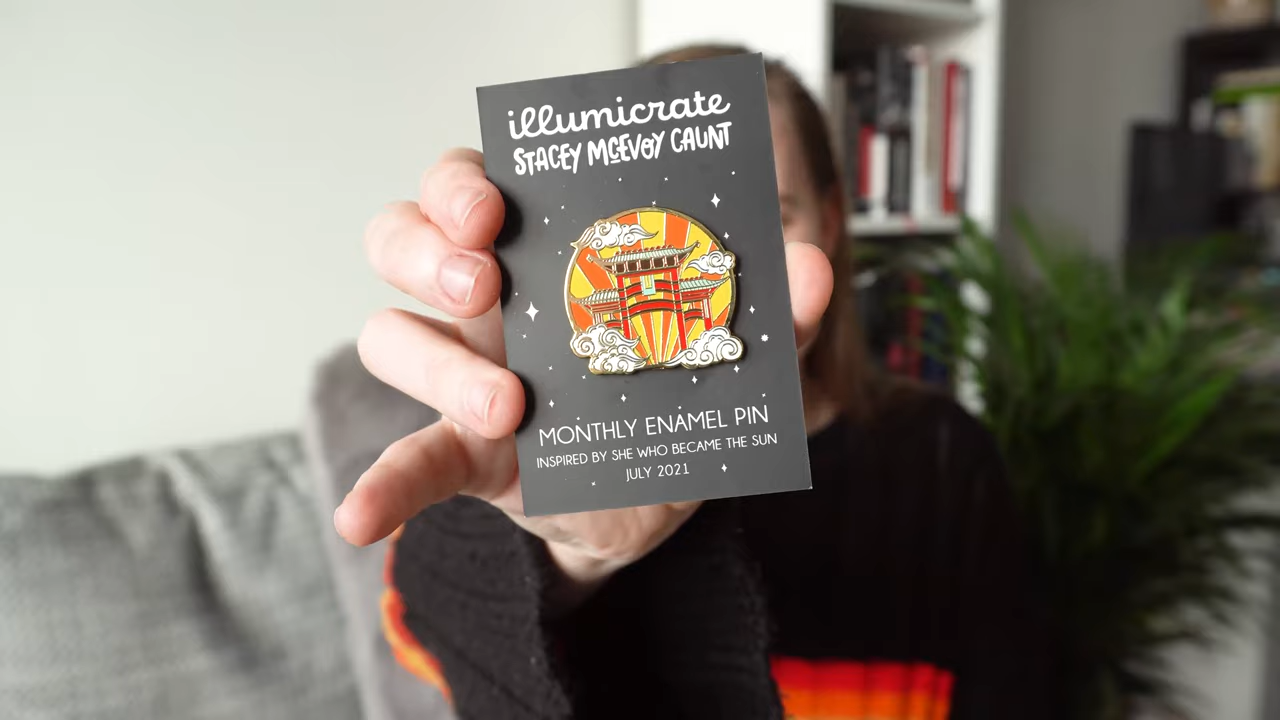 illumicrate
STACEY MCEVOY CAUNT
MONTHLY ENAMEL PIN
INSPIRED BY SHE WHO BECAME THE SUN
JULY 2021